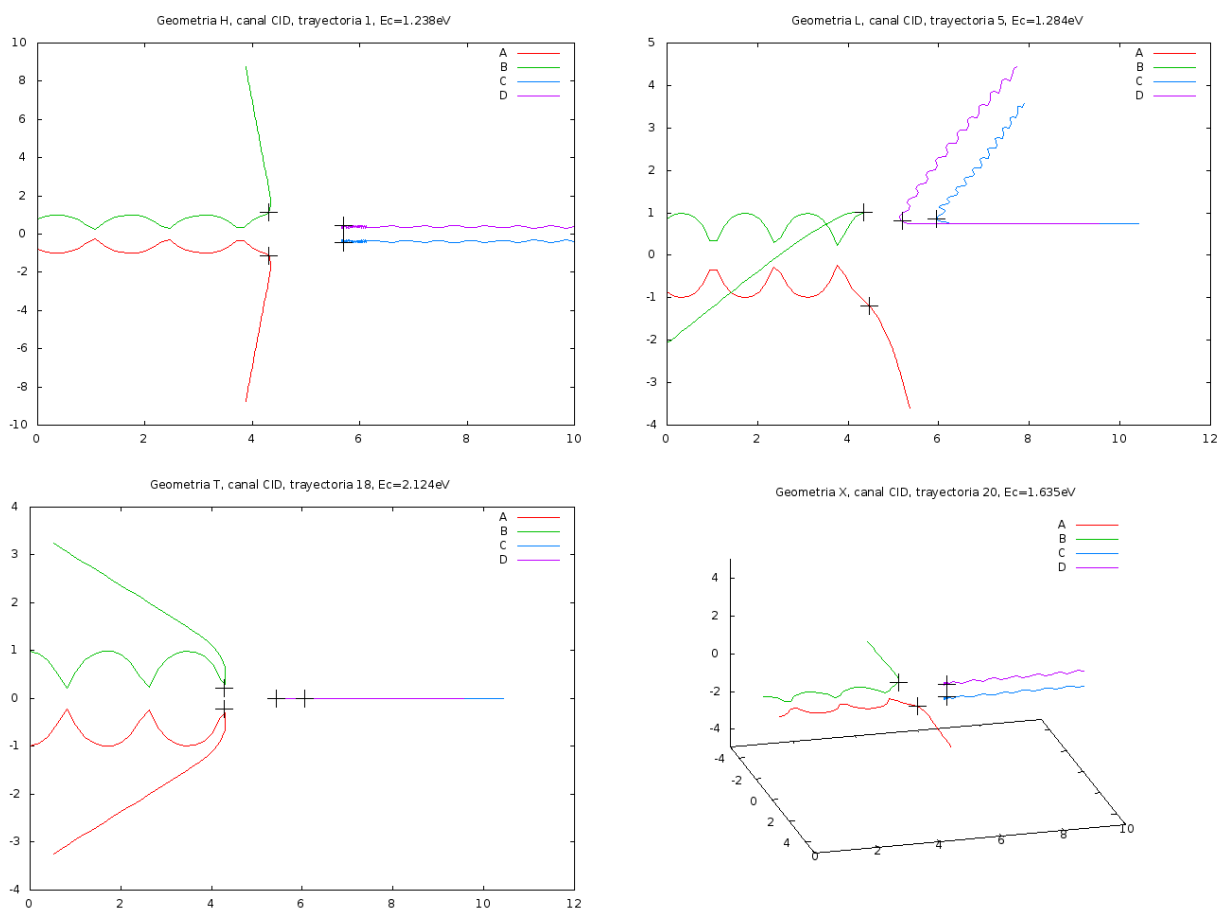 Geometria H, canal CID, trayectoria 1, Ec=1.238eV
A
B
C
D
10
8
6
4
2
0
-2
-4
-6
-8
-10
0 2 4 6 8 10
Geometria L, canal CID, trayectoria 5, Ec=1.284eV
A
B
C
D
5
4
3
2
1
0
-1
-2
-3
-4
0 2 4 6 8 10 12
Geometria T, canal CID, trayectoria 18, Ec=2.124eV
A
B
C
D
4
3
2
1
0
-1
-2
-3
-4
0 2 4 6 8 10 12
Geometria X, canal CID, trayectoria 20, Ec=1.635eV
A
B
C
D
4
2
0
-2
-4
-4
-2
0
2
4
0 2 4 6 8 10